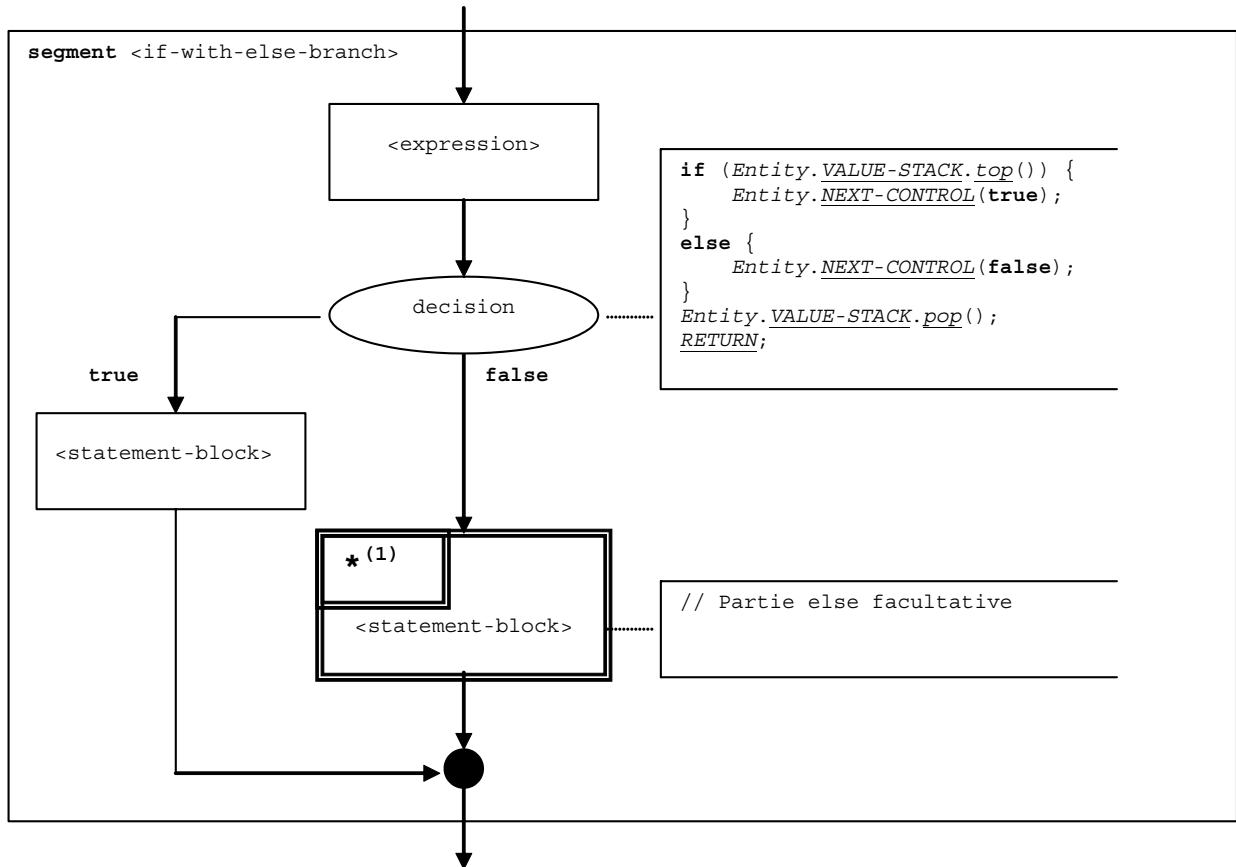 segment <if-with-else-branch>
<expression>
if (Entity.VALUE-STACK.top()) {
Entity.NEXT-CONTROL(true);
}
else {
Entity.NEXT-CONTROL(false);
}
Entity.VALUE-STACK.pop();
RETURN;
decision
true
false
<statement-block>
*(1)
<statement-block>
// Partie else facultative